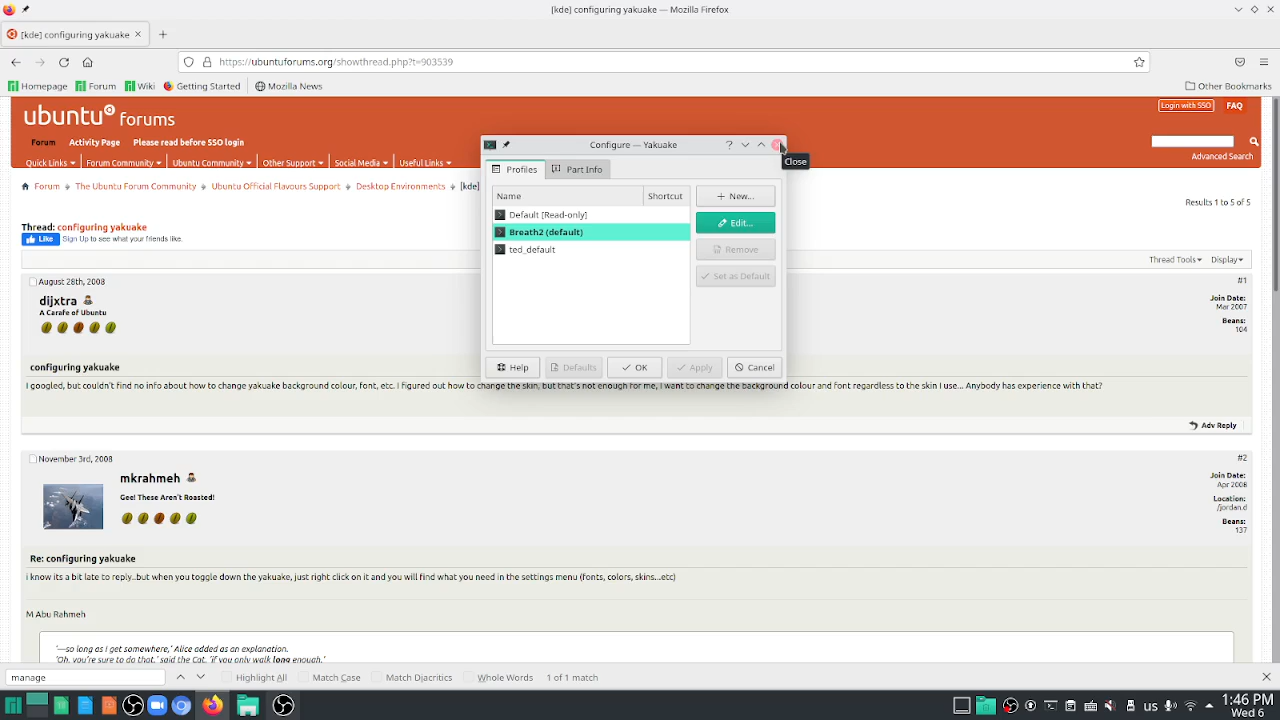 [kde] configuring yakuake — Mozilla Firefox
[kde] configuring yakuake
https://ubuntuforums.org/showthread.php?t=903539
Homepage Forum Wiki Getting Started Mozilla News Other Bookmarks
ubuntu forums
Login with SSO FAQ
Forum Activity Page Please read before SSO login
Quick Links Forum Community Ubuntu Community Other Support Social Media Useful Links
Advanced Search
Forum The Ubuntu Forum Community Ubuntu Official Flavours Support Desktop Environments [kde]
Results 1 to 5 of 5
Thread: configuring yakuake
Like Sign Up to see what your friends like.
Thread Tools Display
Configure — Yakuake
Close
Profiles Part Info
Name Shortcut
Default [Read-only]
Breath2 (default)
ted_default
New...
Edit...
Remove
Set as Default
Help Defaults OK Apply Cancel
August 28th, 2008 #1
dijxtra
A Carafe of Ubuntu
Join Date:
Mar 2007
Beans:
104
configuring yakuake
I googled, but couldn't find no info about how to change yakuake background colour, font, etc. I figured out how to change the skin, but that's not enough for me, I want to change the background colour and font regardless to the skin I use... Anybody has experience with that?
Adv Reply
November 3rd, 2008 #2
mkrahmeh
Gee! These Aren't Roasted!
Join Date:
Apr 2008
Location:
/jordan.d
Beans:
137
Re: configuring yakuake
i know its a bit late to reply..but when you toggle down the yakuake, just right click on it and you will find what you need in the settings menu (fonts, colors, skins...etc)
M Abu Rahmeh
'—so long as I get somewhere,' Alice added as an explanation.
'Oh, you're sure to do that,' said the Cat, 'if you only walk long enough.'
manage Highlight All Match Case Match Diacritics Whole Words 1 of 1 match
us 1:46 PM
Wed 6